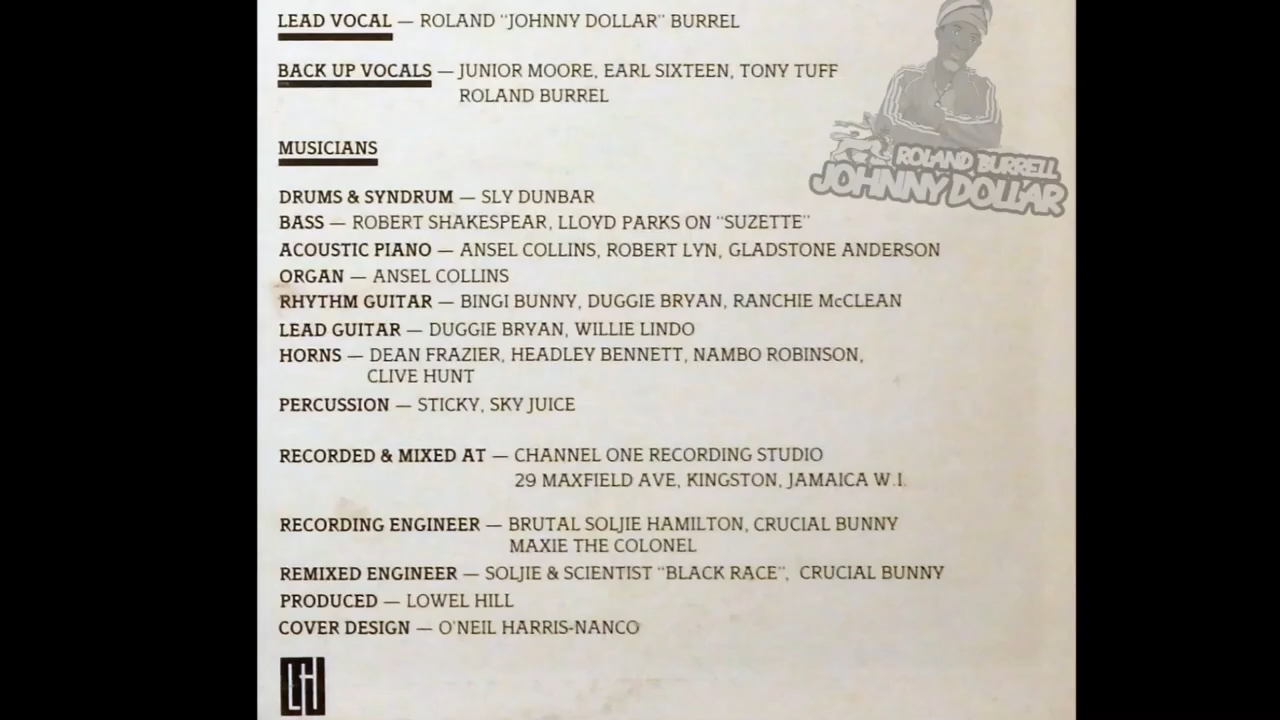 LEAD VOCAL — ROLAND "JOHNNY DOLLAR" BURREL
BACK UP VOCALS — JUNIOR MOORE, EARL SIXTEEN, TONY TUFF
ROLAND BURREL
MUSICIANS
DRUMS & SYNDRUM — SLY DUNBAR
BASS — ROBERT SHAKESPEAR, LLOYD PARKS ON "SUZETTE"
ACOUSTIC PIANO — ANSEL COLLINS, ROBERT LYN, GLADSTONE ANDERSON
ORGAN — ANSEL COLLINS
RHYTHM GUITAR — BINGI BUNNY, DUGGIE BRYAN, RANCHIE McCLEAN
LEAD GUITAR — DUGGIE BRYAN, WILLIE LINDO
HORNS — DEAN FRAZIER, HEADLEY BENNETT, NAMBO ROBINSON,
CLIVE HUNT
PERCUSSION — STICKY, SKY JUICE
RECORDED & MIXED AT — CHANNEL ONE RECORDING STUDIO
29 MAXFIELD AVE, KINGSTON, JAMAICA W.I.
RECORDING ENGINEER — BRUTAL SOLJIE HAMILTON, CRUCIAL BUNNY
MAXIE THE COLONEL
REMIXED ENGINEER — SOLJIE & SCIENTIST "BLACK RACE", CRUCIAL BUNNY
PRODUCED — LOWEL HILL
COVER DESIGN — O'NEIL HARRIS-NANCO
LH
ROLAND BURRELL
JOHNNY DOLLAR